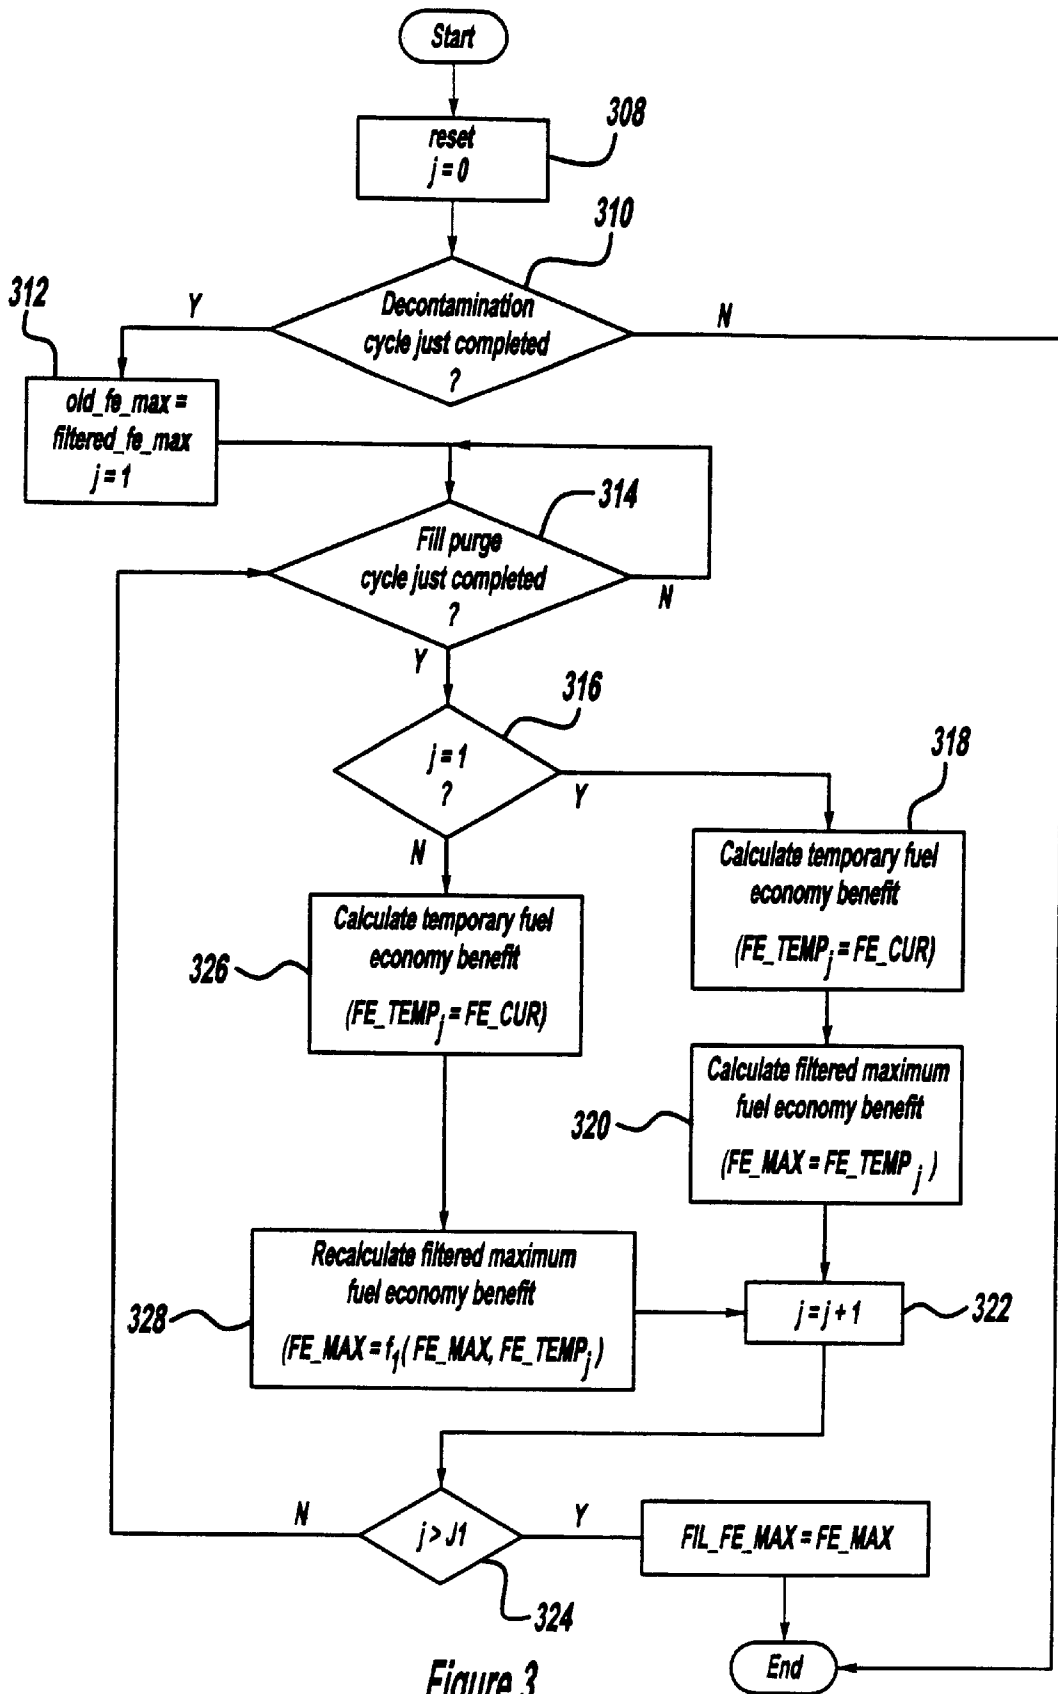 Start
308
reset
j = 0
310
312
Y
Decontamination
cycle just completed
?
N
old_fe_max =
filtered_fe_max
j = 1
314
Fill purge
cycle just completed
?
N
Y
316
j = 1
?
Y
N
318
Calculate temporary fuel
economy benefit
(FE_TEMPj = FE_CUR)
326
Calculate temporary fuel
economy benefit
(FE_TEMPj = FE_CUR)
320
Calculate filtered maximum
fuel economy benefit
(FE_MAX = FE_TEMPj)
328
Recalculate filtered maximum
fuel economy benefit
(FE_MAX = f1(FE_MAX, FE_TEMPj)
j = j + 1
322
N
j > J1
Y
324
FIL_FE_MAX = FE_MAX
End
Figure 3